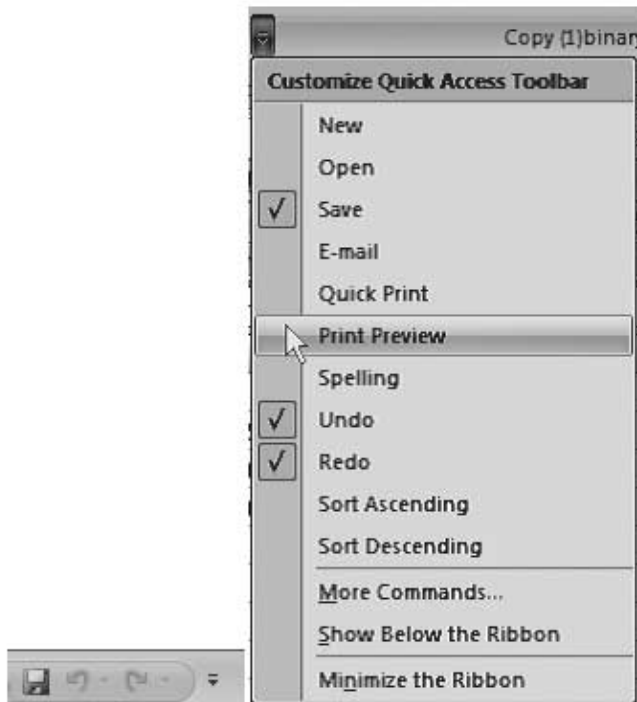 Copy (1)binary
Customize Quick Access Toolbar
New
Open
Save
E-mail
Quick Print
Print Preview
Spelling
Undo
Redo
Sort Ascending
Sort Descending
More Commands...
Show Below the Ribbon
Minimize the Ribbon